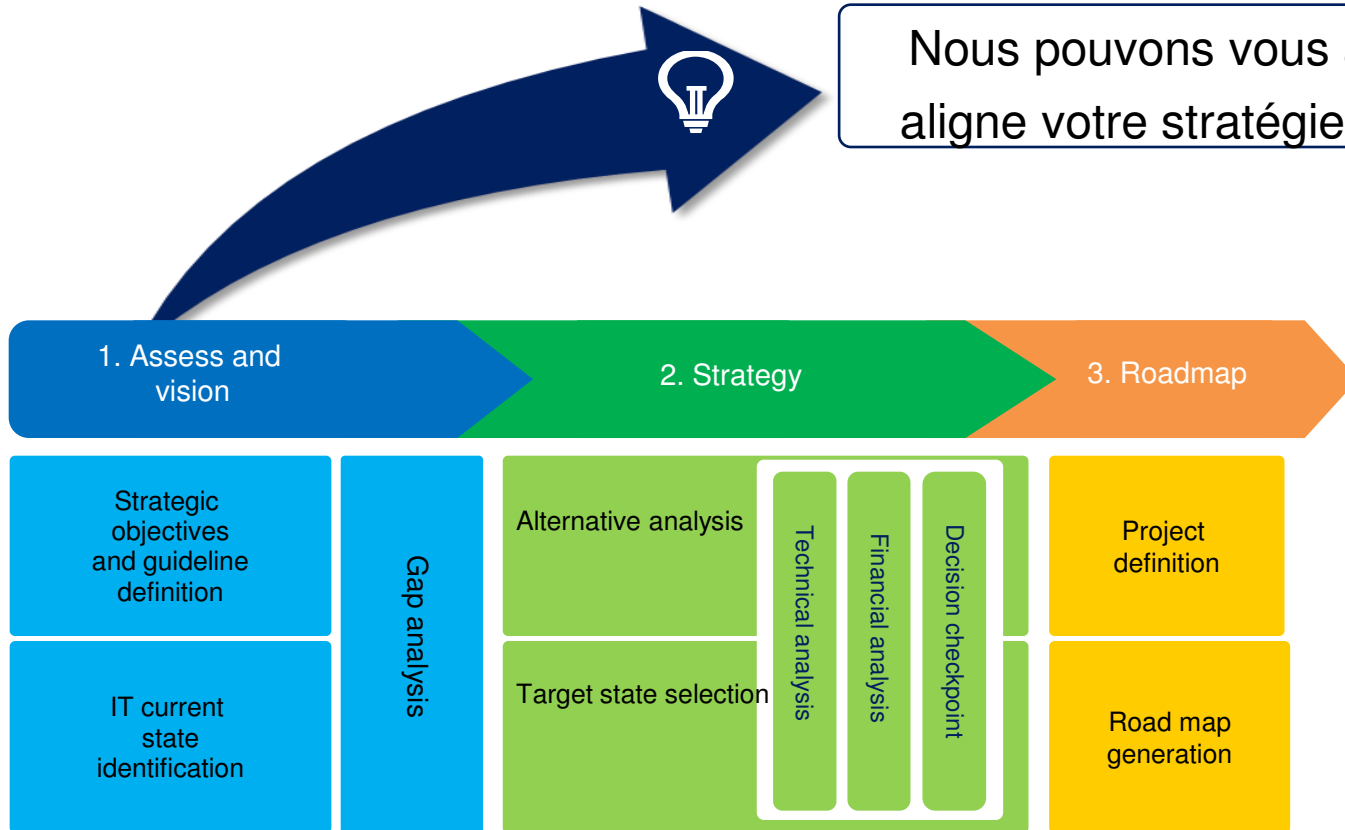 Nous pouvons vous
aligne votre stratégie
1. Assess and
vision
2. Strategy
3. Roadmap
Strategic
objectives
and guideline
definition
IT current
state
identification
Gap analysis
Alternative analysis
Target state selection
Technical analysis
Financial analysis
Decision checkpoint
Project
definition
Road map
generation